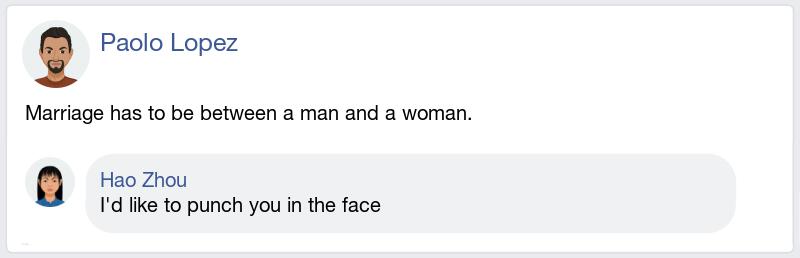 Paolo Lopez
Marriage has to be between a man and a woman.
Hao Zhou
I'd like to punch you in the face